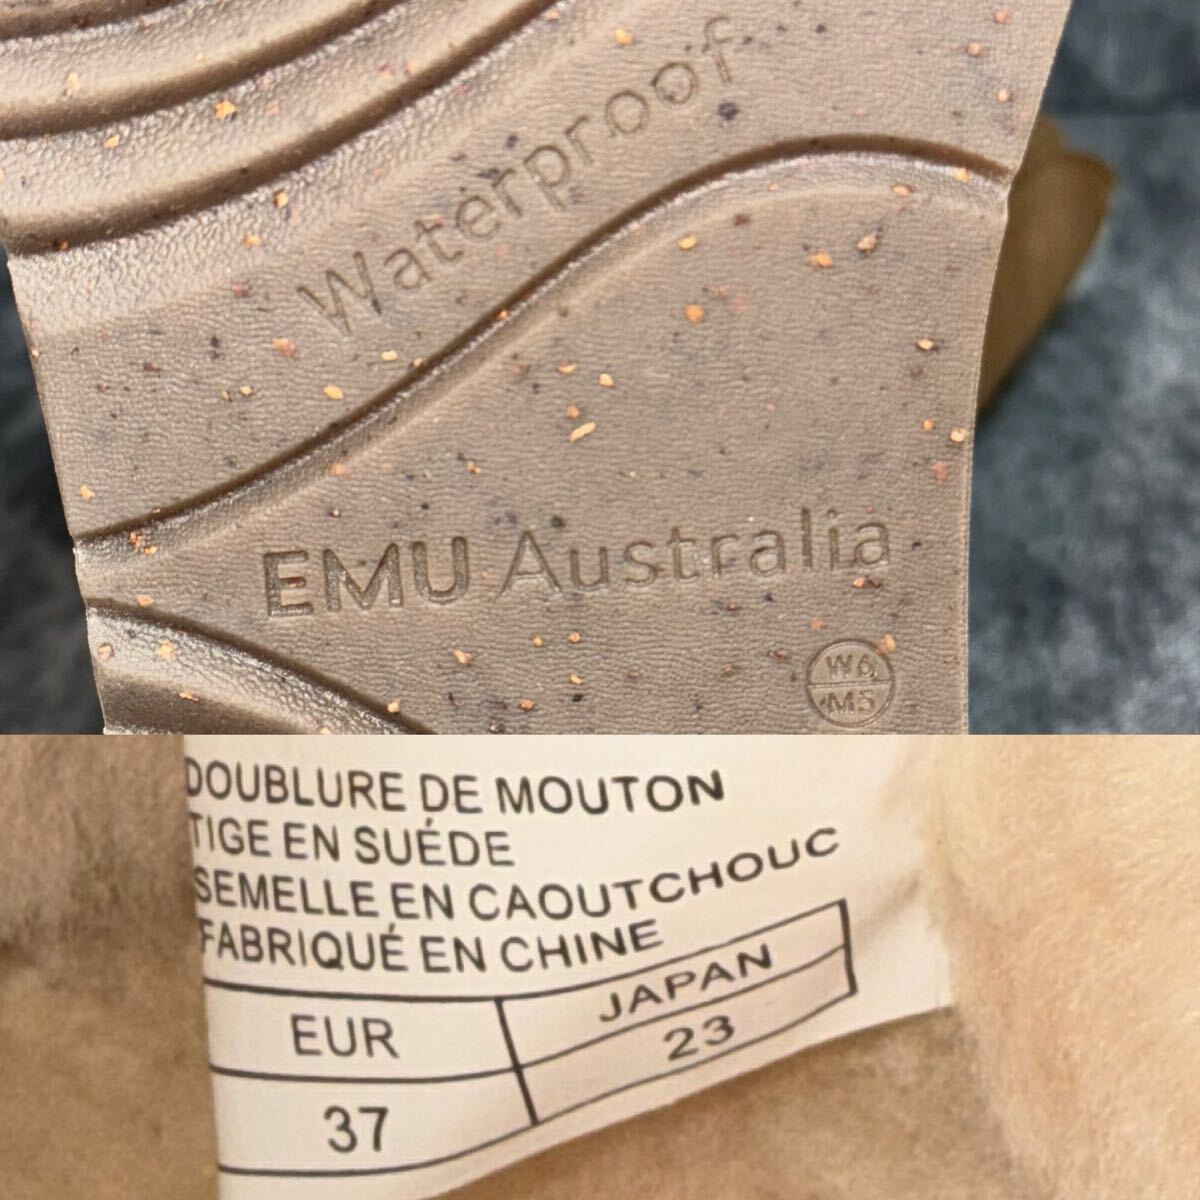 Waterproof
EMU Australia
W6
M5
DOUBLURE DE MOUTON
TIGE EN SUÉDE
SEMELLE EN CAOUTCHOUC
FABRIQUÉ EN CHINE
EUR JAPAN
37 23